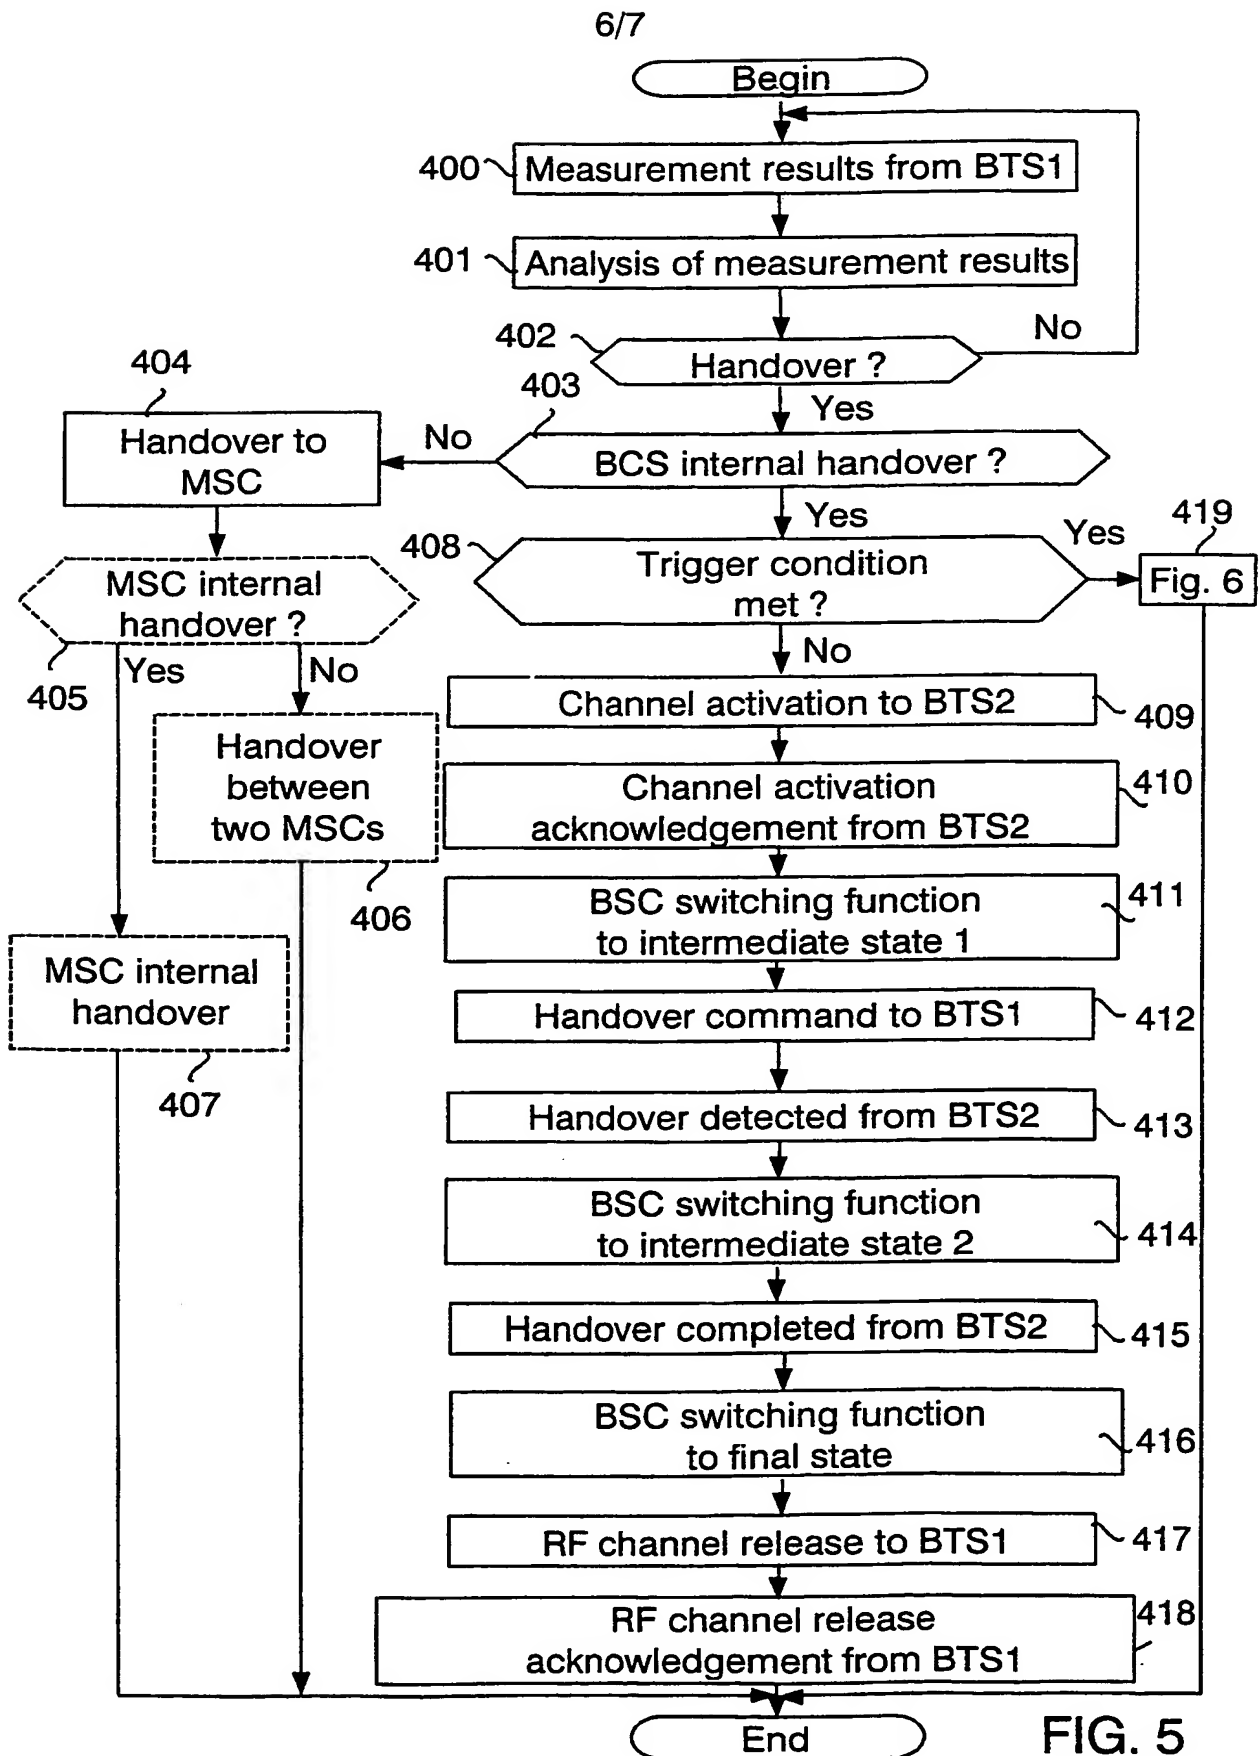 6/7
Begin
400
Measurement results from BTS1
401
Analysis of measurement results
402
Handover ?
No
Yes
403
BCS internal handover ?
No
Yes
404
Handover to
MSC
MSC internal
handover ?
405
Yes
No
Handover
between
two MSCs
406
MSC internal
handover
407
408
Trigger condition
met ?
Yes
419
Fig. 6
No
Channel activation to BTS2
409
Channel activation
acknowledgement from BTS2
410
BSC switching function
to intermediate state 1
411
Handover command to BTS1
412
Handover detected from BTS2
413
BSC switching function
to intermediate state 2
414
Handover completed from BTS2
415
BSC switching function
to final state
416
RF channel release to BTS1
417
RF channel release
acknowledgement from BTS1
418
End
FIG. 5